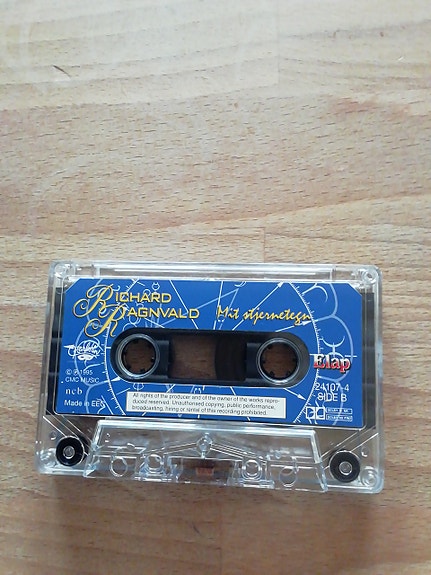 RICHARD
RAGNVALD
Mit stjernetegn
Elap
℗ © 1995
CMC MUSIC
ncb
Made in EEC
24107-4
SIDE B
All rights of the producer and of the owner of the works repro-
duced reserved. Unauthorised copying, public performance,
broadcasting, hiring or rental of this recording prohibited.